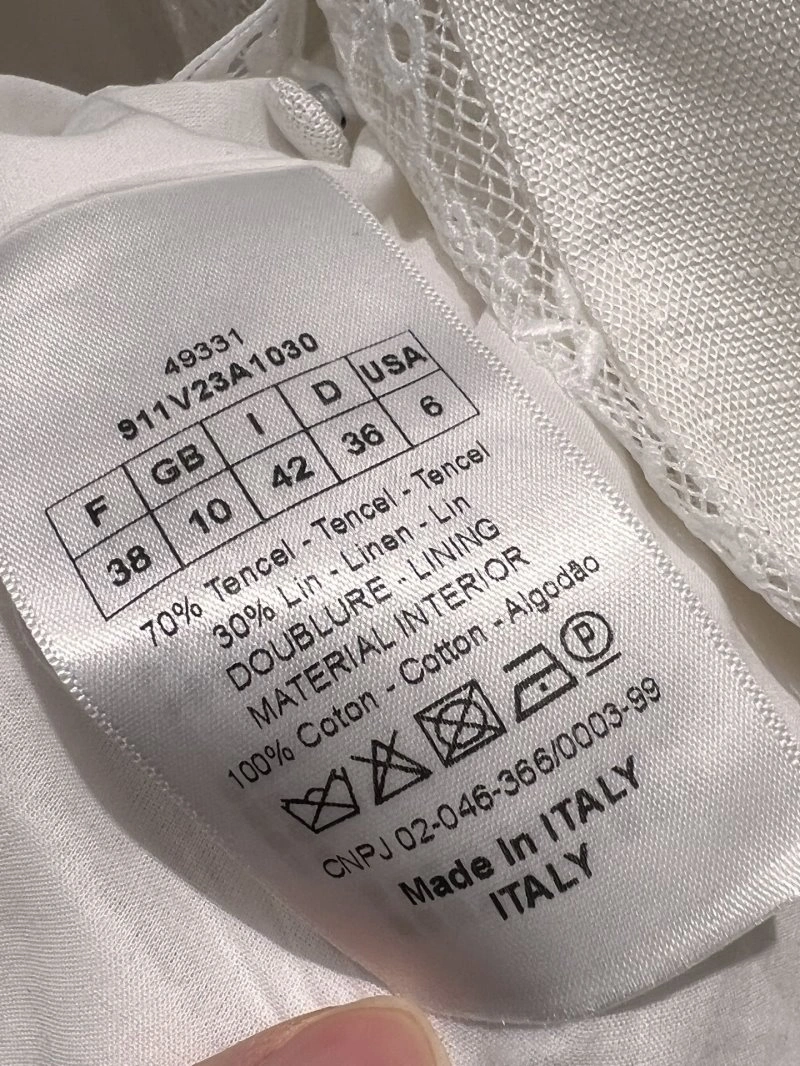 49331
911V23A1030
F GB I D USA
38 10 42 36 6
70% Tencel - Tencel - Tencel
30% Lin - Linen - Lin
DOUBLURE - LINING
MATERIAL INTERIOR
100% Coton - Cotton - Algodão
P
CNPJ 02-046-366/0003-99
Made In ITALY
ITALY